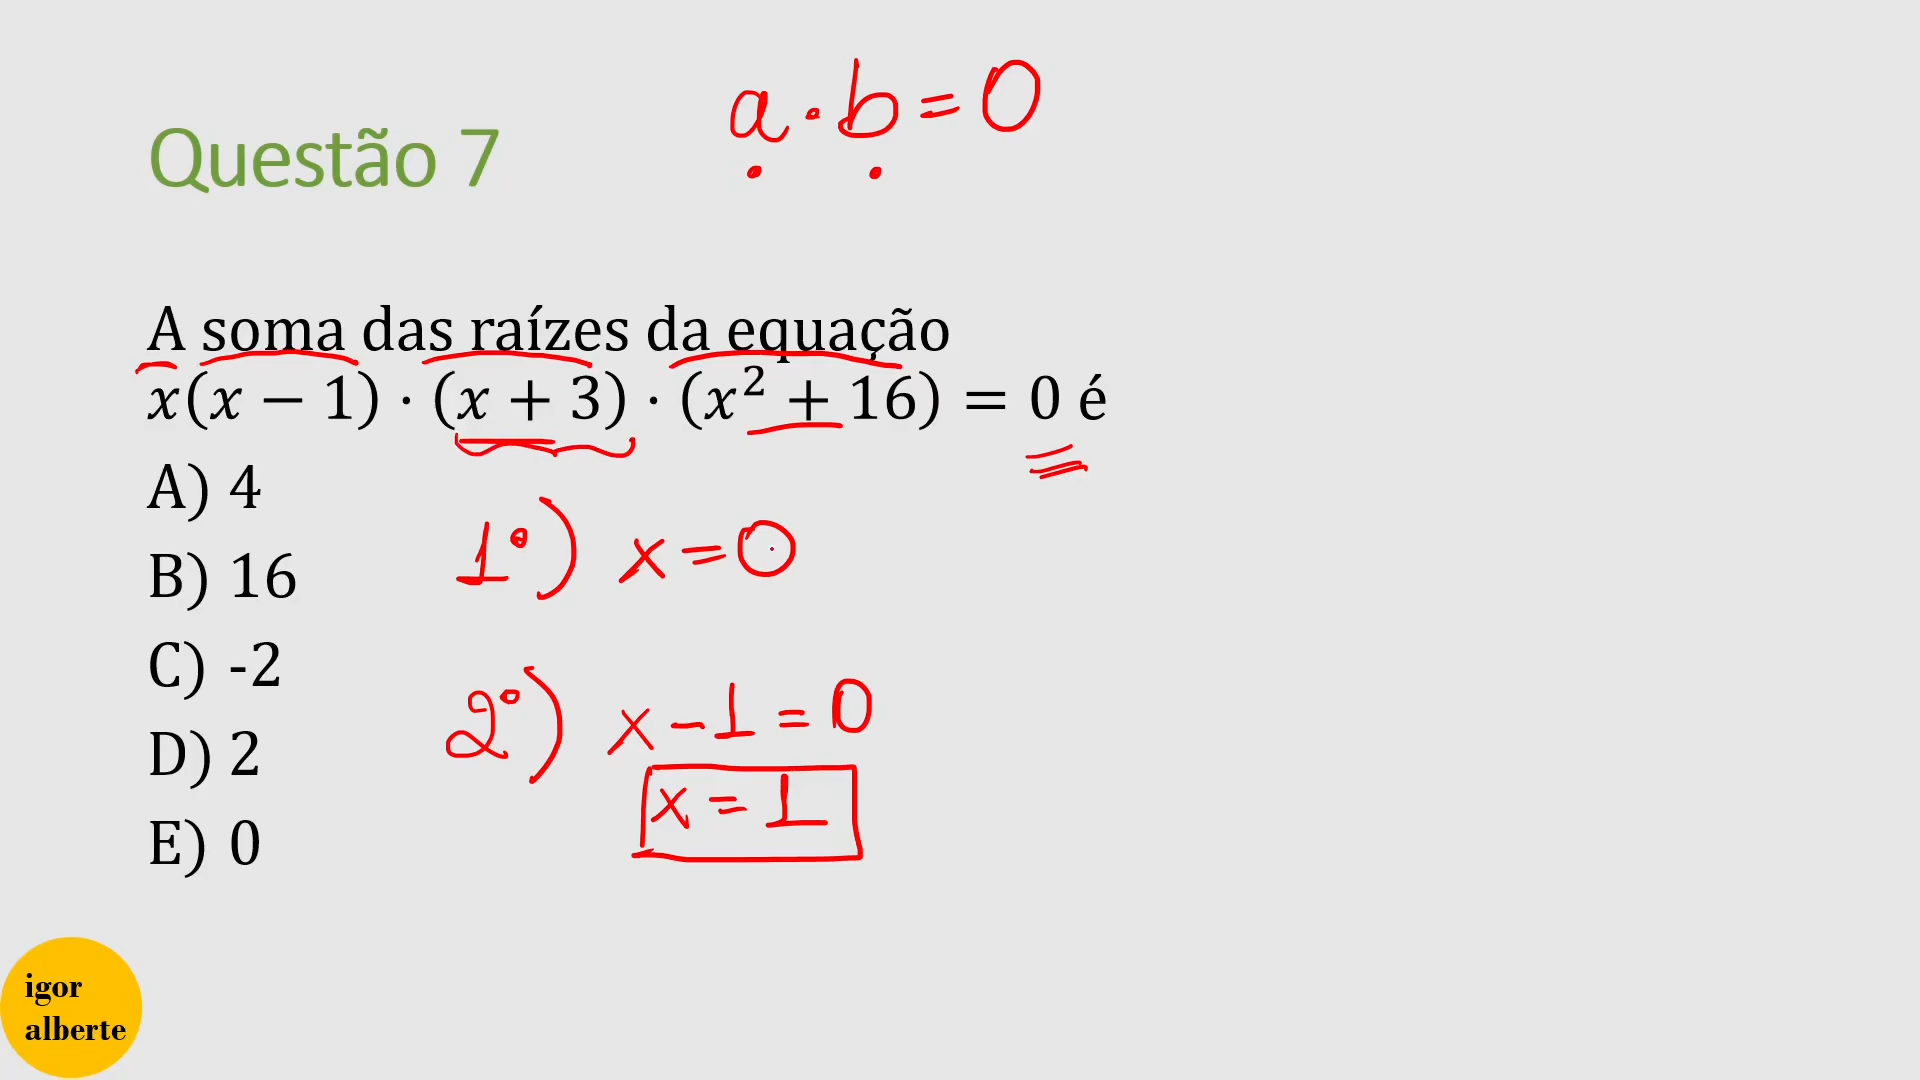 a · b = 0
Questão 7
A soma das raízes da equação
x(x − 1) · (x + 3) · (x² + 16) = 0 é
A) 4
B) 16
C) -2
D) 2
E) 0
1°) x = 0
2°) x − 1 = 0
x = 1
igor
alberte